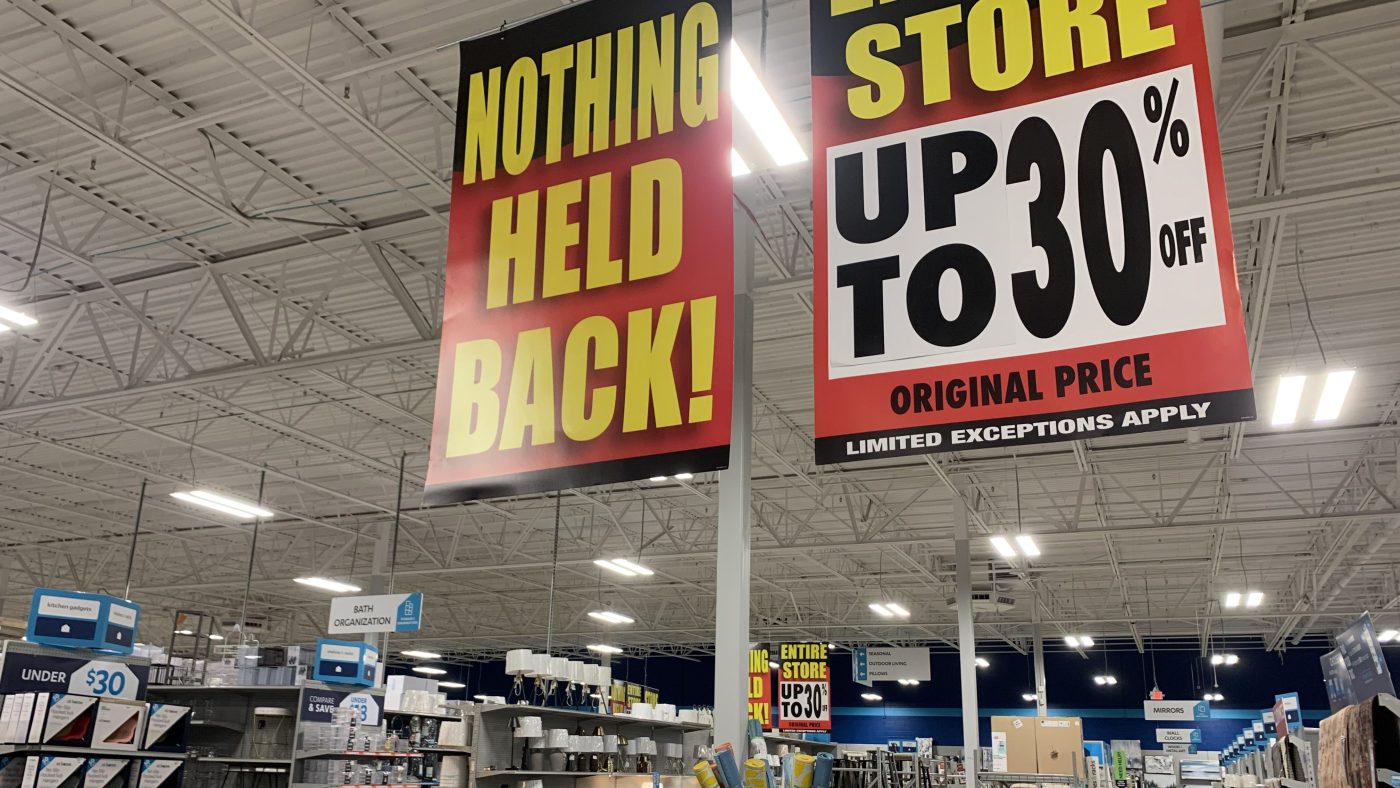 NOTHING
HELD
BACK!
STORE
UP
TO 30% OFF
ORIGINAL PRICE
LIMITED EXCEPTIONS APPLY
kitchen gadgets
UNDER $30
BATH
ORGANIZATION
COMPARE
& SAVE
ENTIRE
STORE
UP
TO 30%
ORIGINAL PRICE
SEASONAL
OUTDOOR LIVING
PILLOWS
MIRRORS
WALL
CLOCKS